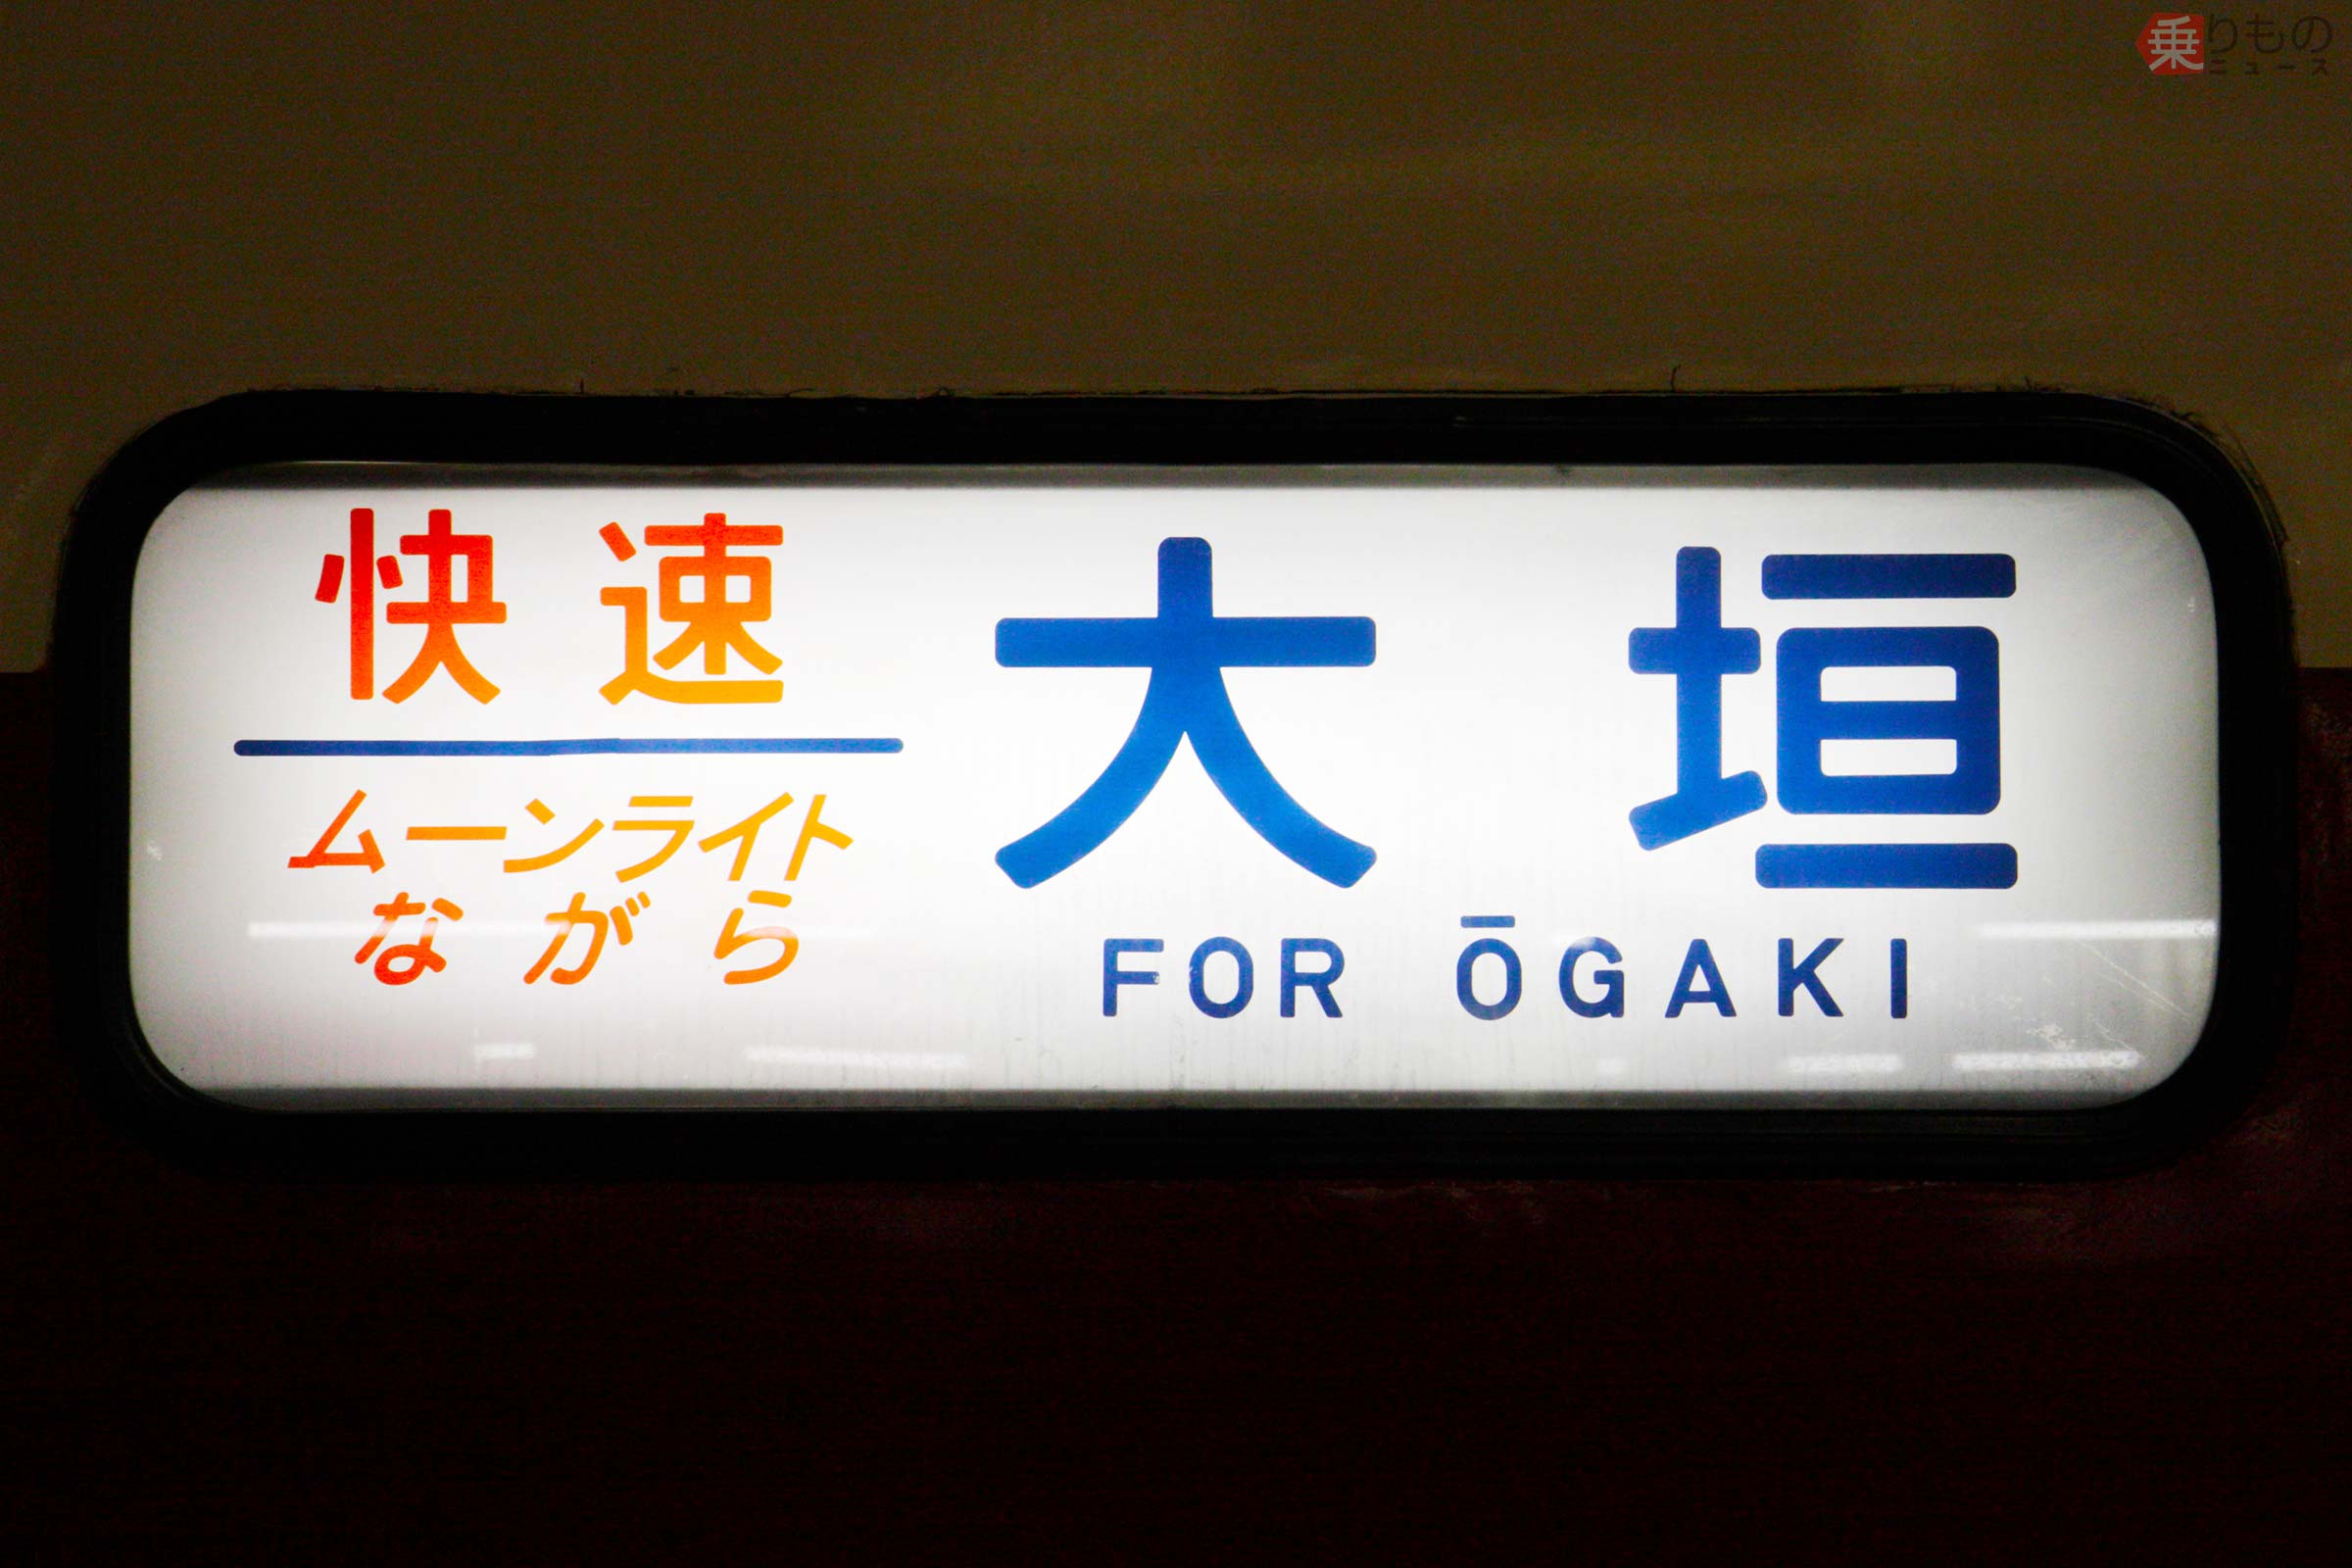 乗りもの
ニュース
快速
ムーンライト
ながら
大垣
FOR ŌGAKI